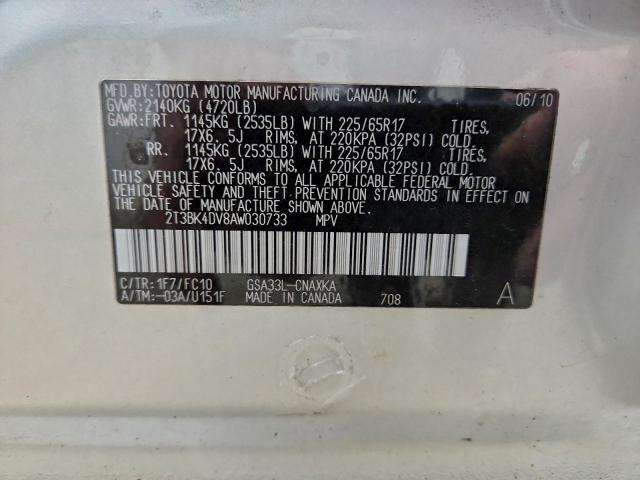 MFD.BY:TOYOTA MOTOR MANUFACTURING CANADA INC. 06/10
GVWR:2140KG (4720LB)
GAWR:FRT. 1145KG (2535LB) WITH 225/65R17 TIRES,
17X6. 5J RIMS, AT 220KPA (32PSI) COLD.
RR. 1145KG (2535LB) WITH 225/65R17 TIRES,
17X6. 5J RIMS, AT 220KPA (32PSI) COLD.
THIS VEHICLE CONFORMS TO ALL APPLICABLE FEDERAL MOTOR
VEHICLE SAFETY AND THEFT PREVENTION STANDARDS IN EFFECT ON
THE DATE OF MANUFACTURE SHOWN ABOVE.
2T3BK4DV8AW030733 MPV
C/TR:1F7/FC10 GSA33L-CNAXKA
A/TM:-03A/U151F MADE IN CANADA 708 A